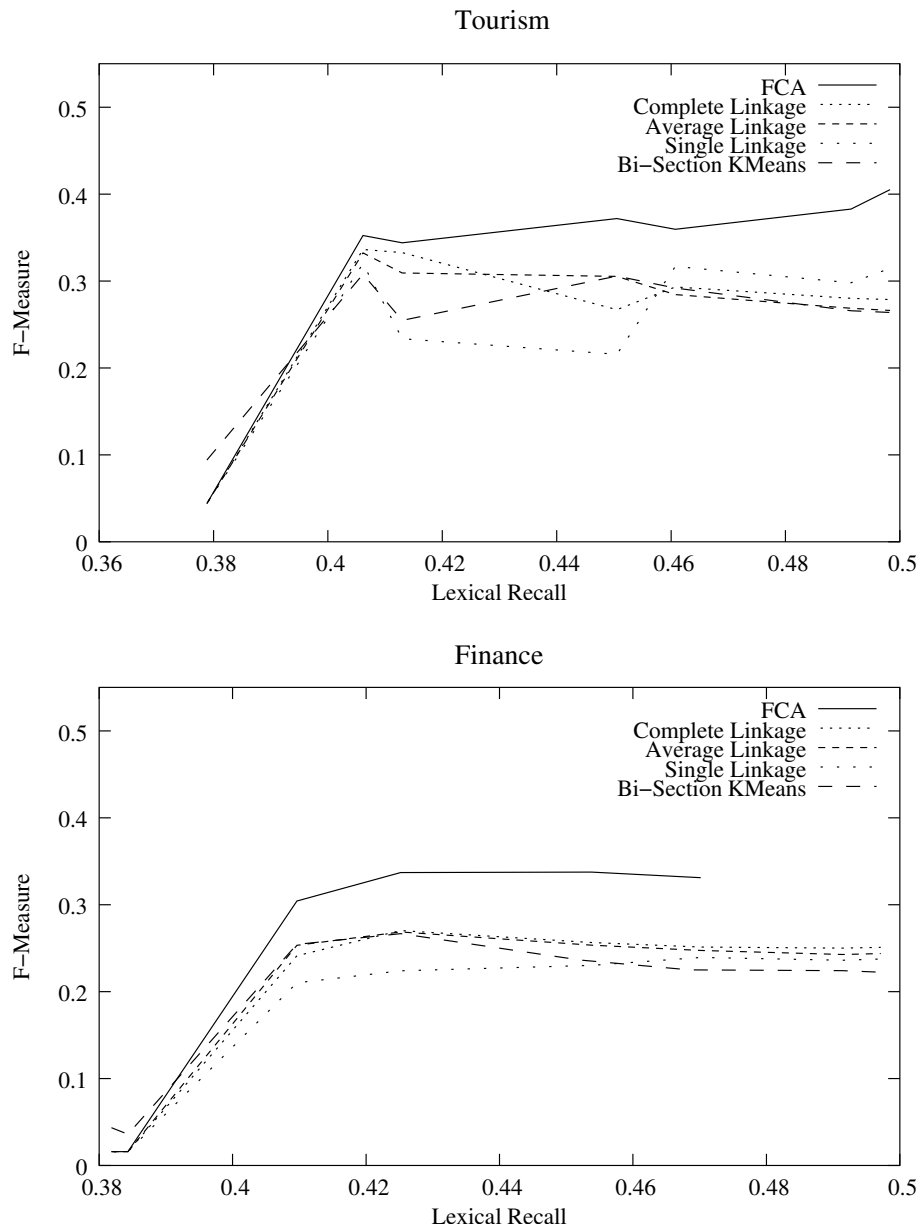 Tourism
0.5
0.4
0.3
0.2
0.1
0
F−Measure
FCA
Complete Linkage
Average Linkage
Single Linkage
Bi−Section KMeans
0.36 0.38 0.4 0.42 0.44 0.46 0.48 0.5
Lexical Recall
Finance
0.5
0.4
0.3
0.2
0.1
0
F−Measure
FCA
Complete Linkage
Average Linkage
Single Linkage
Bi−Section KMeans
0.38 0.4 0.42 0.44 0.46 0.48 0.5
Lexical Recall